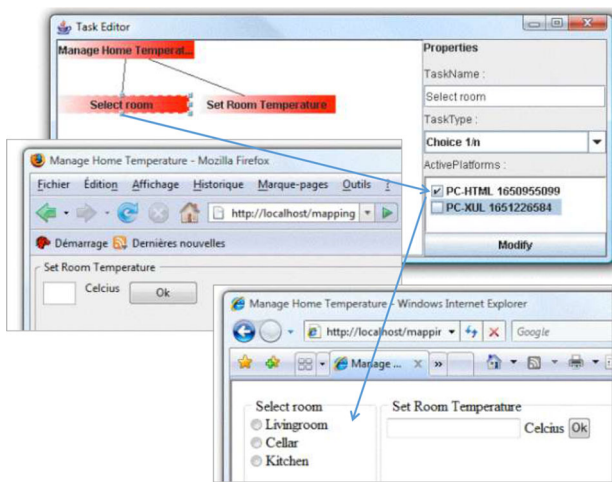 Task Editor
Manage Home Temperat...
Select room
Set Room Temperature
Properties
TaskName :
Select room
TaskType :
Choice 1/n
ActivePlatforms :
PC-HTML 1650955099
PC-XUL 1651226584
Modify
Manage Home Temperature - Mozilla Firefox
Fichier Édition Affichage Historique Marque-pages Outils ?
http://localhost/mapping
Démarrage Dernières nouvelles
Set Room Temperature
Celcius Ok
Manage Home Temperature - Windows Internet Explorer
http://localhost/mappir Google
Manage ... x »
Select room
Livingroom
Cellar
Kitchen
Set Room Temperature
Celcius Ok